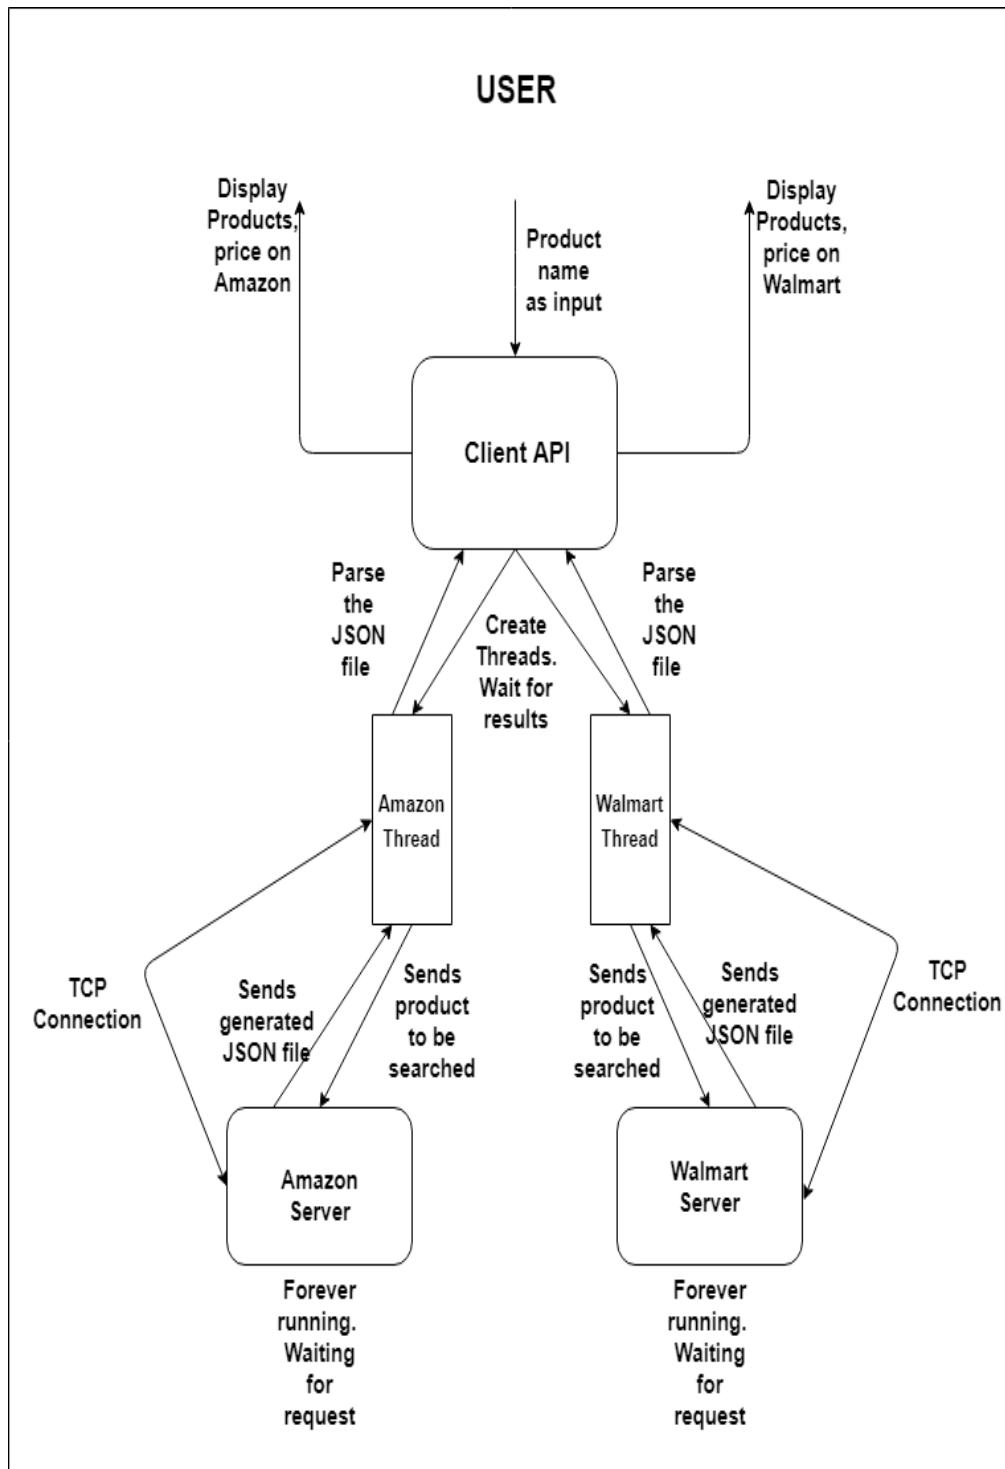 USER
Display
Products,
price on
Amazon
Product
name
as input
Display
Products,
price on
Walmart
Client API
Parse
the
JSON
file
Create
Threads.
Wait for
results
Parse
the
JSON
file
Amazon
Thread
Walmart
Thread
TCP
Connection
Sends
generated
JSON file
Sends
product
to be
searched
Sends
product
to be
searched
Sends
generated
JSON file
TCP
Connection
Amazon
Server
Walmart
Server
Forever
running.
Waiting
for
request
Forever
running.
Waiting
for
request